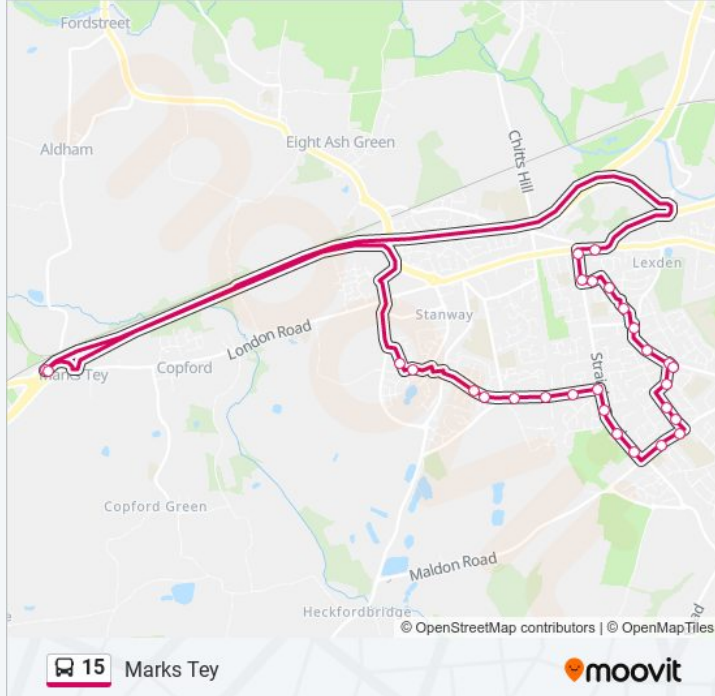 Fordstreet
Aldham
Eight Ash Green
Chitts Hill
Lexden
Stanway
London Road
Copford
Marks Tey
Strai
Copford Green
Maldon Road
Heckfordbridge
© OpenStreetMap contributors | © OpenMapTiles
15 Marks Tey
moovit